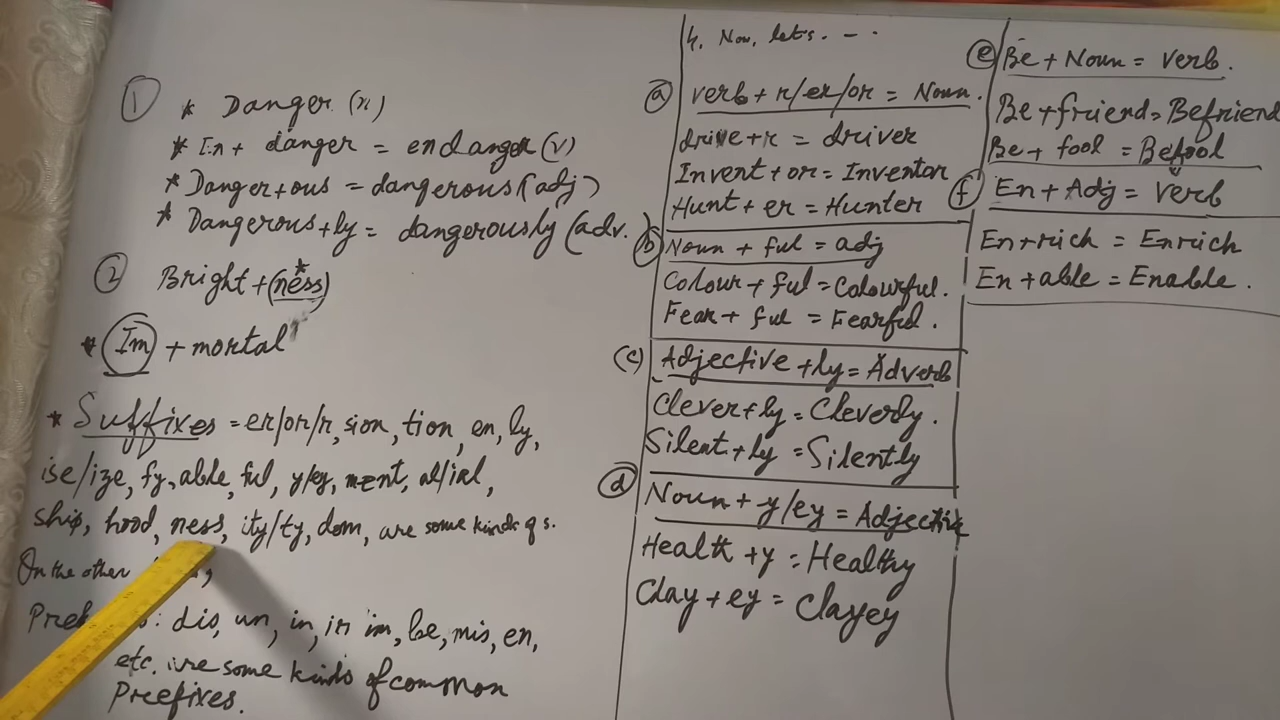 ①
* Danger (n)
* En + danger = endanger (v)
* Danger + ous = dangerous (adj)
* Dangerous + ly = dangerously (adv.
② Bright + (ness)
* Im + mortal
* Suffixes = er/or/r, sion, tion, en, ly,
ise/ize, fy, able, ful, y/ey, ment, al/ial,
ship, hood, ness, ity/ty, dom, are some kinds of s.
On the other
: dis, un, in, ir im, be, mis, en,
etc. are some kinds of common
Preefixes.
4. Now, let's. - - -
(a) verb + r/er/or = Noun.
drive + r = driver
Invent + or = Inventor
Hunt + er = Hunter
(b) Noun + ful = adj
Colour + ful = Colourful.
Fear + ful = Fearful.
(c) Adjective + ly = Adverb
Clever + ly = Cleverly.
Silent + ly = Silently
(d) Noun + y/ey = Adjective
Health + y = Healthy
Clay + ey = Clayey
(e) Be + Noun = verb.
Be + friend = Befriend
Be + fool = Befool
(f) En + Adj = verb
En + rich = Enrich
En + able = Enable.